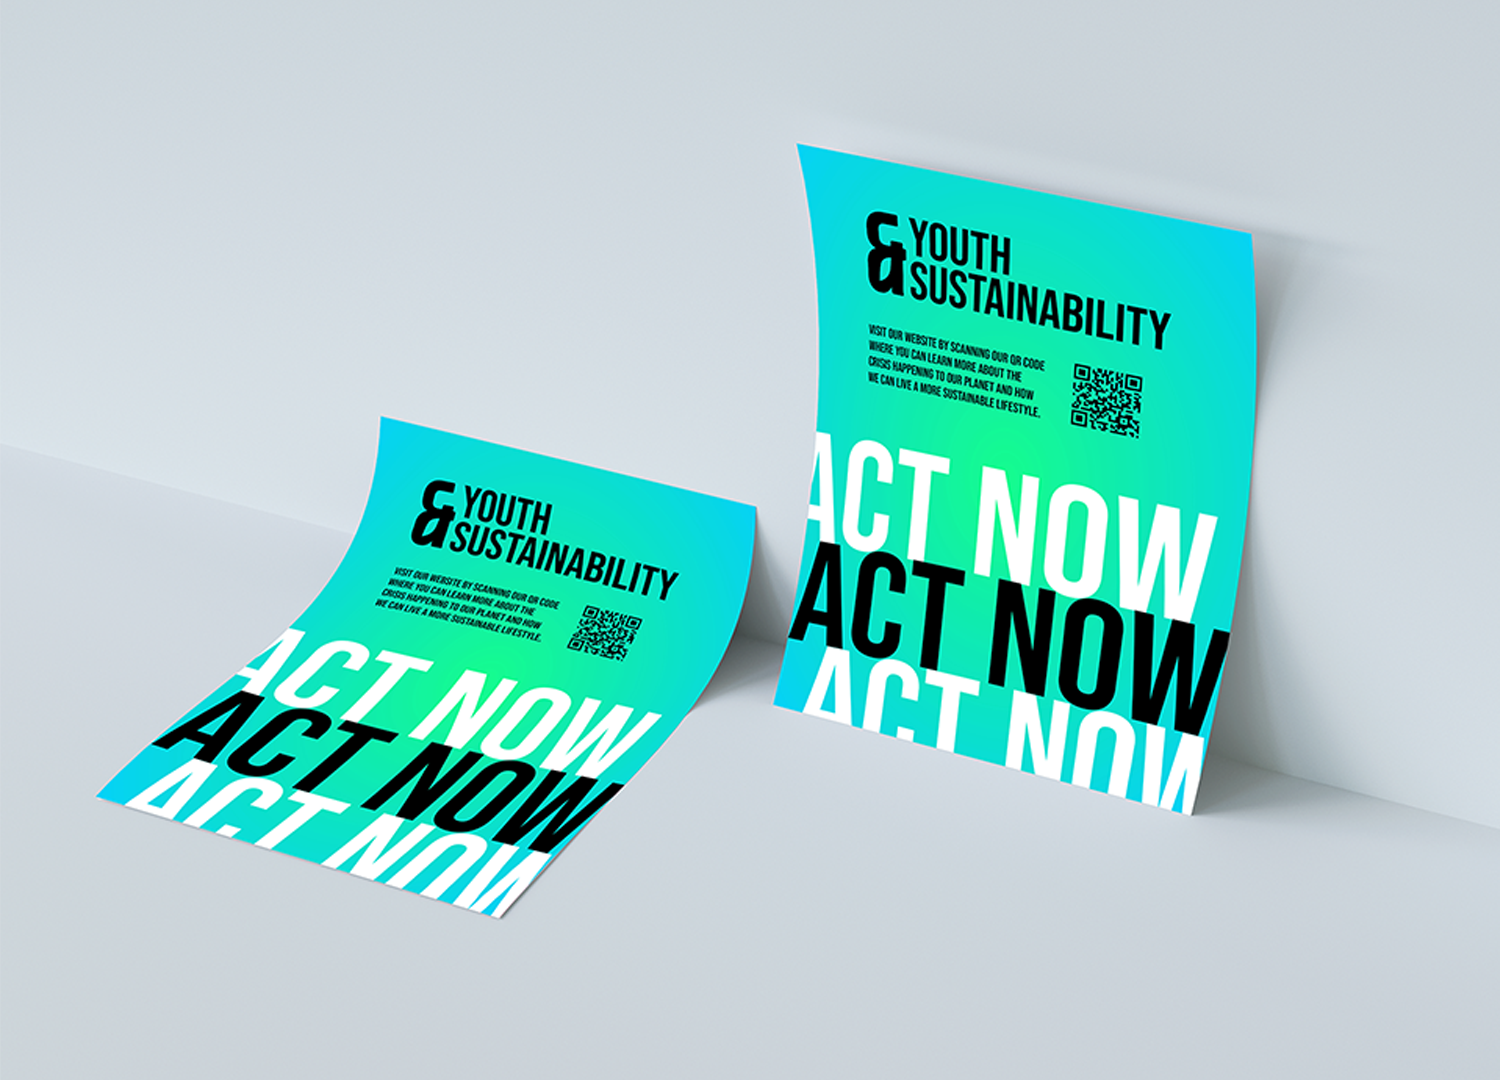 &
YOUTH
SUSTAINABILITY
VISIT OUR WEBSITE BY SCANNING OUR QR CODE
WHERE YOU CAN LEARN MORE ABOUT THE
CRISIS HAPPENING TO OUR PLANET AND HOW
WE CAN LIVE A MORE SUSTAINABLE LIFESTYLE.
ACT NOW
ACT NOW
ACT NOW
&
YOUTH
SUSTAINABILITY
VISIT OUR WEBSITE BY SCANNING OUR QR CODE
WHERE YOU CAN LEARN MORE ABOUT THE
CRISIS HAPPENING TO OUR PLANET AND HOW
WE CAN LIVE A MORE SUSTAINABLE LIFESTYLE.
ACT NOW
ACT NOW
ACT NOW